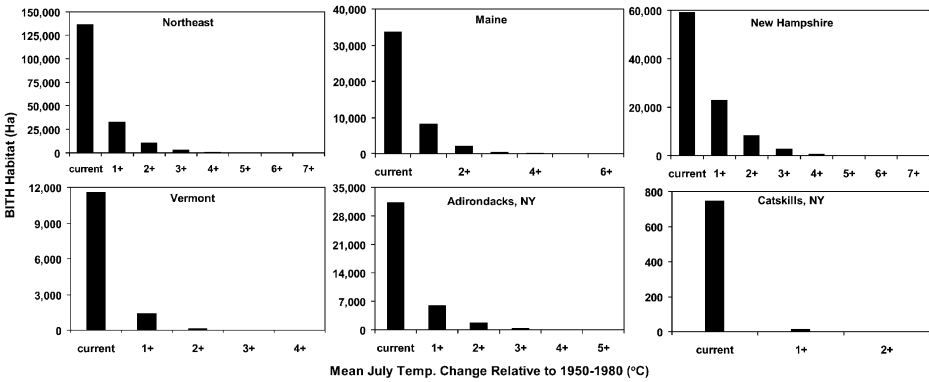 Northeast
150,000
125,000
100,000
75,000
50,000
25,000
0
current 1+ 2+ 3+ 4+ 5+ 6+ 7+
Maine
40,000
30,000
20,000
10,000
0
current 2+ 4+ 6+
New Hampshire
60,000
40,000
20,000
0
current 1+ 2+ 3+ 4+ 5+ 6+ 7+
BITH Habitat (Ha)
Vermont
12,000
9,000
6,000
3,000
0
current 1+ 2+ 3+ 4+
Adirondacks, NY
35,000
28,000
21,000
14,000
7,000
0
current 1+ 2+ 3+ 4+ 5+
Catskills, NY
800
600
400
200
0
current 1+ 2+
Mean July Temp. Change Relative to 1950-1980 (°C)